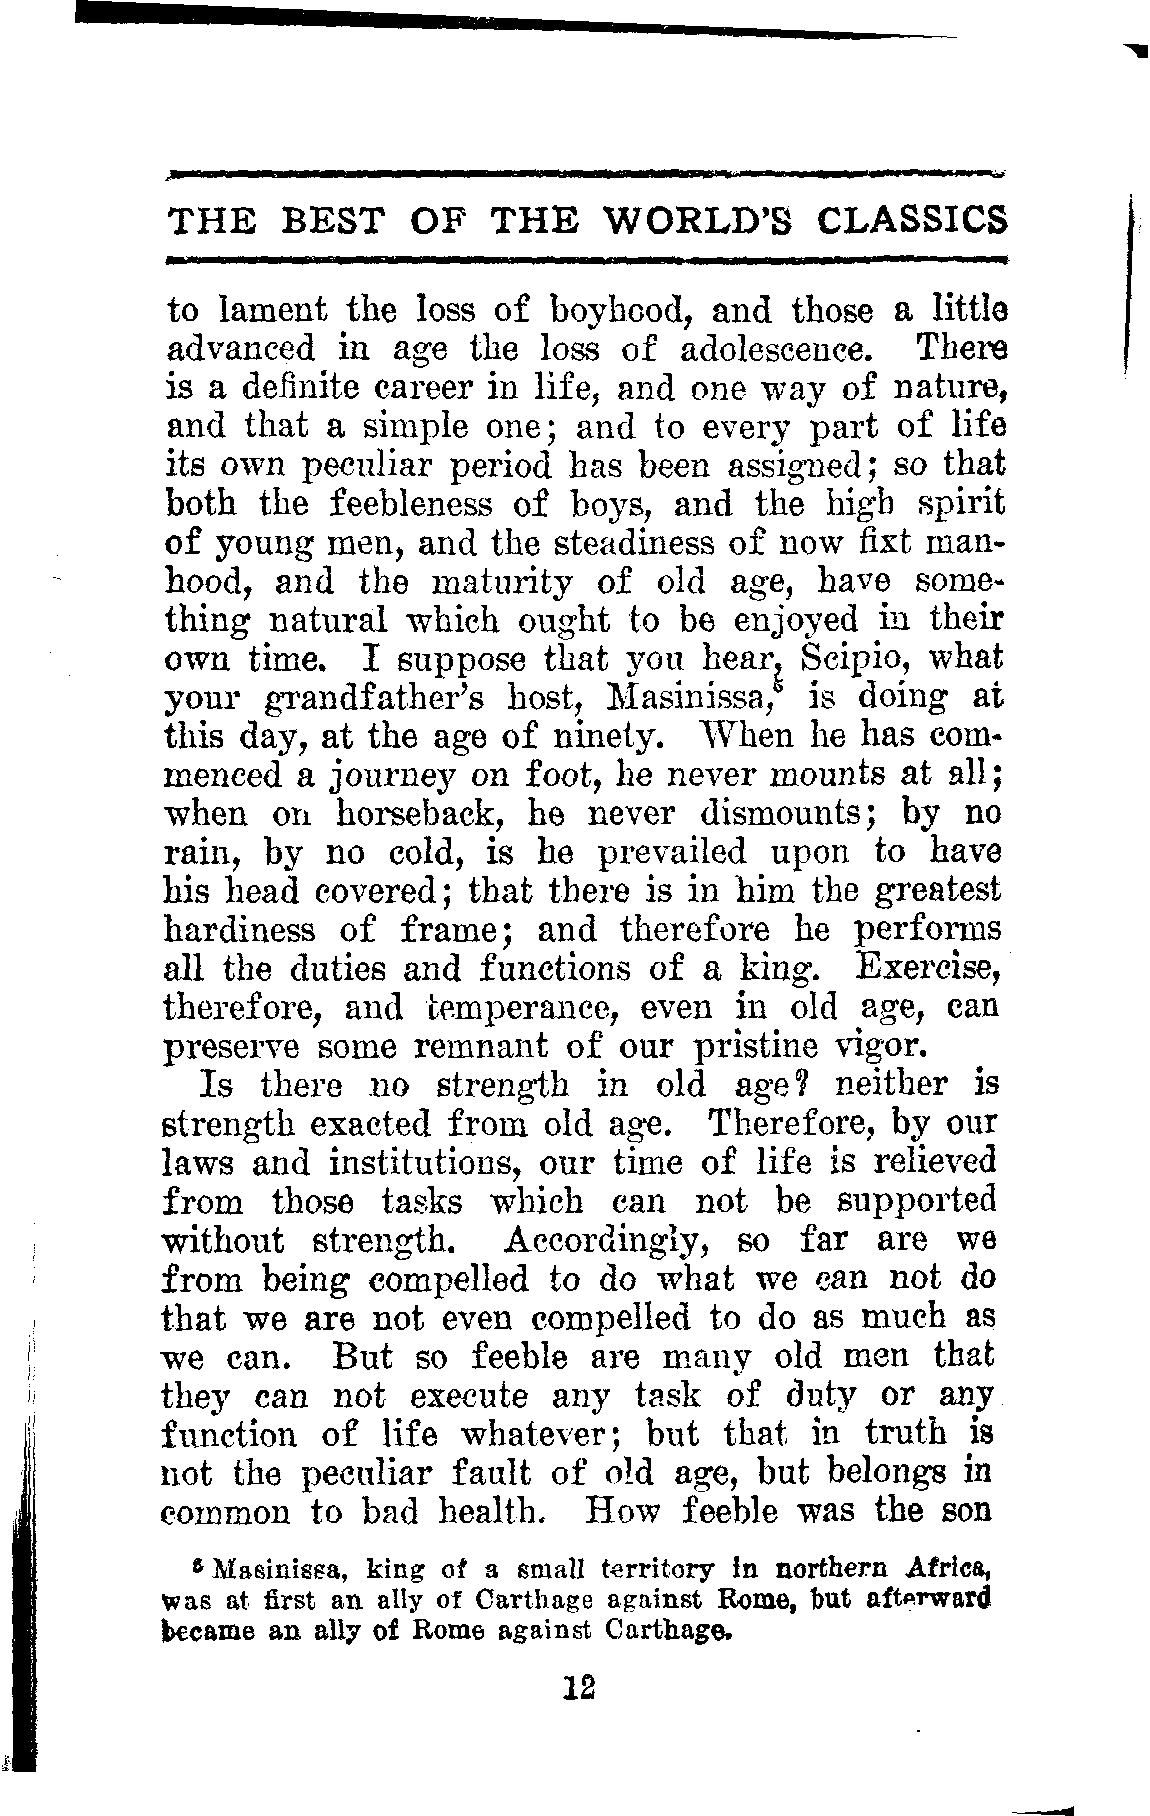 THE BEST OF THE WORLD'S CLASSICS
to lament the loss of boyhood, and those a little
advanced in age the loss of adolescence. There
is a definite career in life, and one way of nature,
and that a simple one; and to every part of life
its own peculiar period has been assigned; so that
both the feebleness of boys, and the high spirit
of young men, and the steadiness of now fixt man-
hood, and the maturity of old age, have some-
thing natural which ought to be enjoyed in their
own time. I suppose that you hear, Scipio, what
your grandfather's host, Masinissa,⁵ is doing at
this day, at the age of ninety. When he has com-
menced a journey on foot, he never mounts at all;
when on horseback, he never dismounts; by no
rain, by no cold, is he prevailed upon to have
his head covered; that there is in him the greatest
hardiness of frame; and therefore he performs
all the duties and functions of a king. Exercise,
therefore, and temperance, even in old age, can
preserve some remnant of our pristine vigor.
Is there no strength in old age? neither is
strength exacted from old age. Therefore, by our
laws and institutions, our time of life is relieved
from those tasks which can not be supported
without strength. Accordingly, so far are we
from being compelled to do what we can not do
that we are not even compelled to do as much as
we can. But so feeble are many old men that
they can not execute any task of duty or any
function of life whatever; but that in truth is
not the peculiar fault of old age, but belongs in
common to bad health. How feeble was the son
⁵ Masinissa, king of a small territory in northern Africa,
was at first an ally of Carthage against Rome, but afterward
became an ally of Rome against Carthage.
12